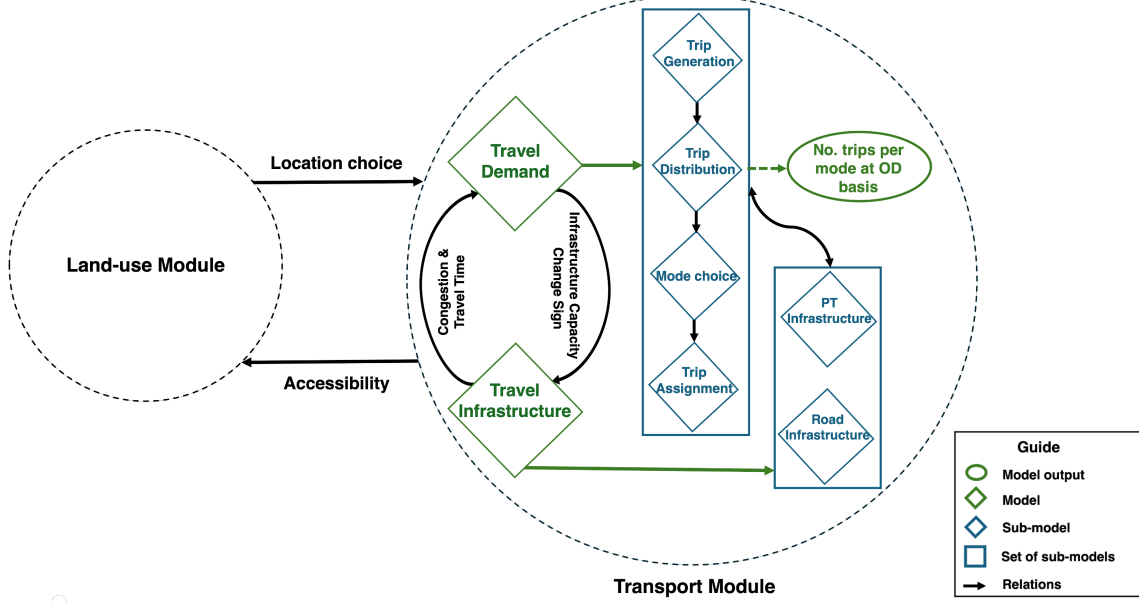 Land-use Module
Location choice
Accessibility
Travel
Demand
Congestion &
Travel Time
Infrastructure Capacity
Change Sign
Travel
Infrastructure
Trip
Generation
Trip
Distribution
Mode choice
Trip
Assignment
No. trips per
mode at OD
basis
PT
Infrastructure
Road
Infrastructure
Transport Module
Guide
Model output
Model
Sub-model
Set of sub-models
Relations